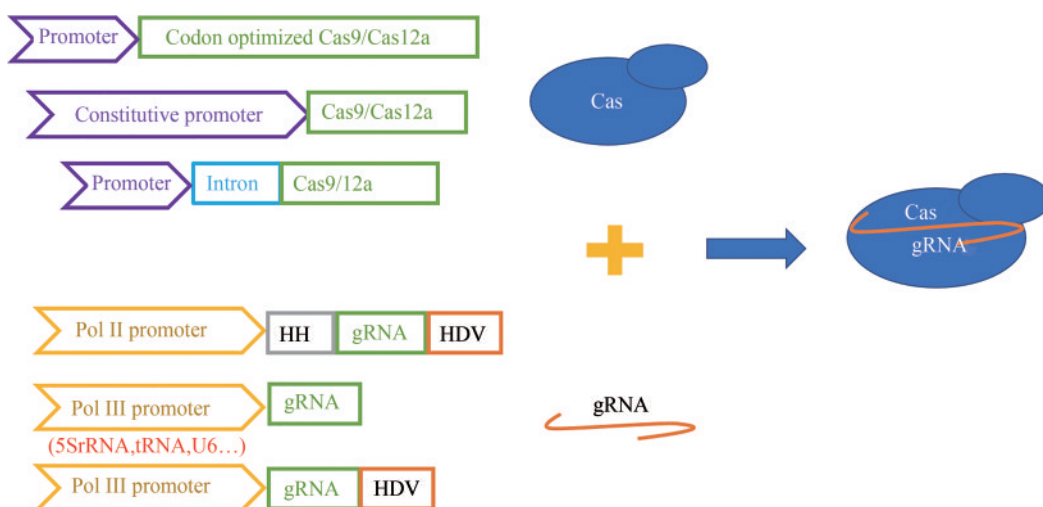 Promoter Codon optimized Cas9/Cas12a
Constitutive promoter Cas9/Cas12a
Cas
Promoter Intron Cas9/12a
Cas
gRNA
Pol II promoter HH gRNA HDV
Pol III promoter gRNA
gRNA
(5SrRNA,tRNA,U6...)
Pol III promoter gRNA HDV